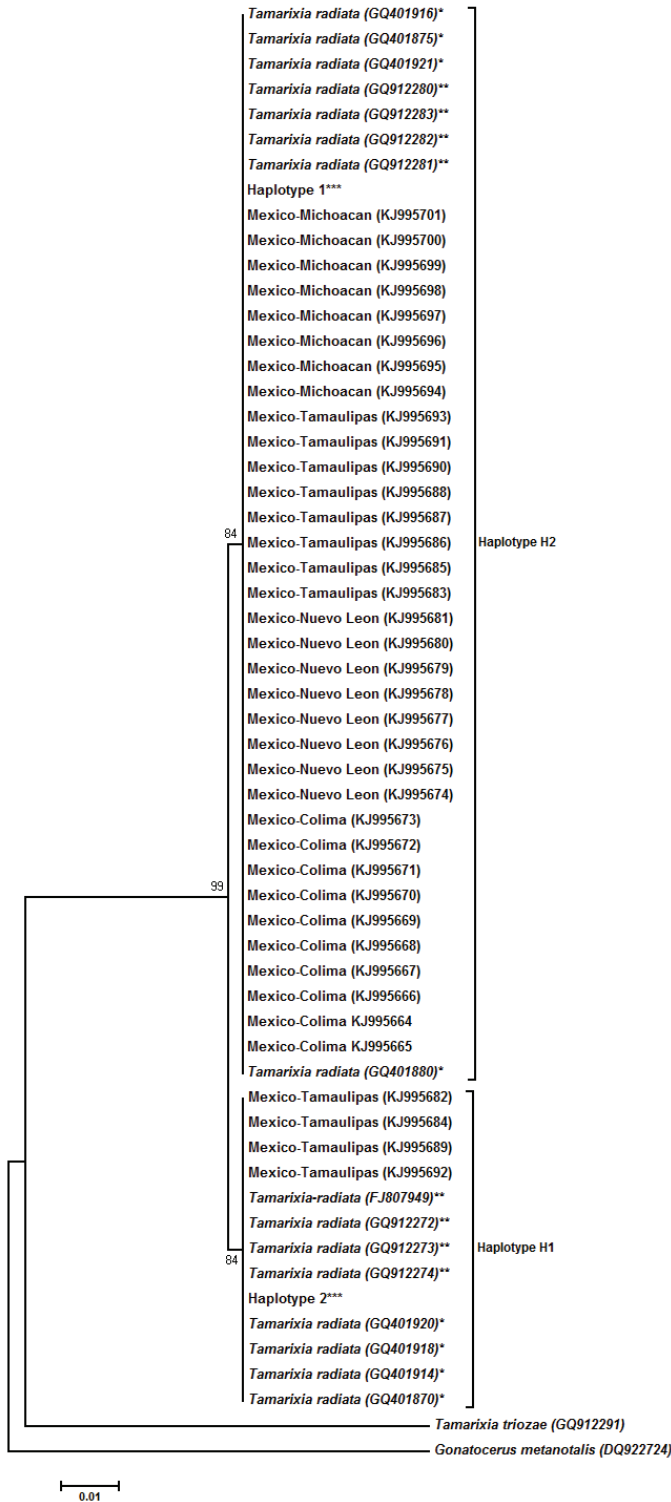 Tamarixia radiata (GQ401916)*
Tamarixia radiata (GQ401875)*
Tamarixia radiata (GQ401921)*
Tamarixia radiata (GQ912280)**
Tamarixia radiata (GQ912283)**
Tamarixia radiata (GQ912282)**
Tamarixia radiata (GQ912281)**
Haplotype 1***
Mexico-Michoacan (KJ995701)
Mexico-Michoacan (KJ995700)
Mexico-Michoacan (KJ995699)
Mexico-Michoacan (KJ995698)
Mexico-Michoacan (KJ995697)
Mexico-Michoacan (KJ995696)
Mexico-Michoacan (KJ995695)
Mexico-Michoacan (KJ995694)
Mexico-Tamaulipas (KJ995693)
Mexico-Tamaulipas (KJ995691)
Mexico-Tamaulipas (KJ995690)
Mexico-Tamaulipas (KJ995688)
Mexico-Tamaulipas (KJ995687)
84
Mexico-Tamaulipas (KJ995686)
Haplotype H2
Mexico-Tamaulipas (KJ995685)
Mexico-Tamaulipas (KJ995683)
Mexico-Nuevo Leon (KJ995681)
Mexico-Nuevo Leon (KJ995680)
Mexico-Nuevo Leon (KJ995679)
Mexico-Nuevo Leon (KJ995678)
Mexico-Nuevo Leon (KJ995677)
Mexico-Nuevo Leon (KJ995676)
Mexico-Nuevo Leon (KJ995675)
Mexico-Nuevo Leon (KJ995674)
Mexico-Colima (KJ995673)
Mexico-Colima (KJ995672)
Mexico-Colima (KJ995671)
99
Mexico-Colima (KJ995670)
Mexico-Colima (KJ995669)
Mexico-Colima (KJ995668)
Mexico-Colima (KJ995667)
Mexico-Colima (KJ995666)
Mexico-Colima KJ995664
Mexico-Colima KJ995665
Tamarixia radiata (GQ401880)*
Mexico-Tamaulipas (KJ995682)
Mexico-Tamaulipas (KJ995684)
Mexico-Tamaulipas (KJ995689)
Mexico-Tamaulipas (KJ995692)
Tamarixia-radiata (FJ807949)**
Tamarixia radiata (GQ912272)**
Tamarixia radiata (GQ912273)**
Haplotype H1
84
Tamarixia radiata (GQ912274)**
Haplotype 2***
Tamarixia radiata (GQ401920)*
Tamarixia radiata (GQ401918)*
Tamarixia radiata (GQ401914)*
Tamarixia radiata (GQ401870)*
Tamarixia triozae (GQ912291)
Gonatocerus metanotalis (DQ922724)
0.01